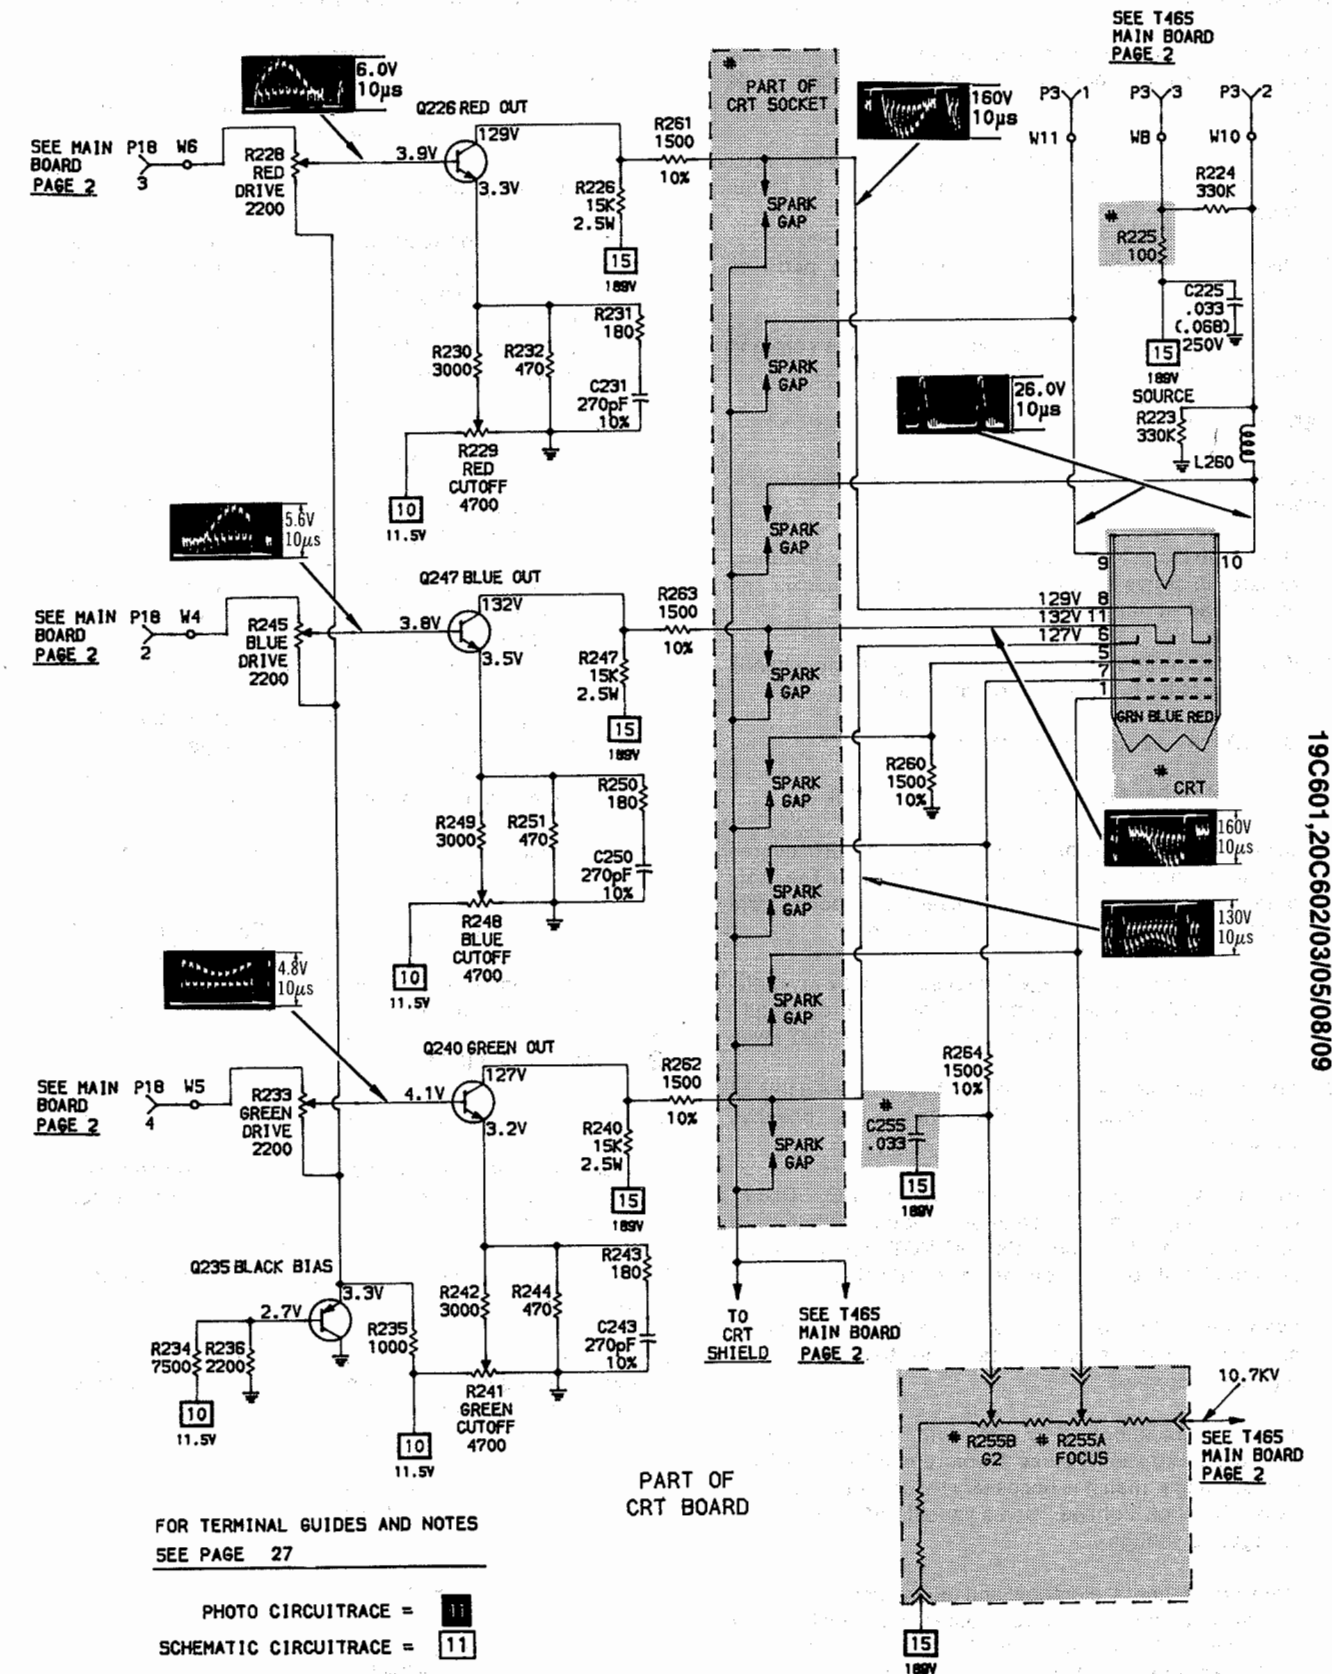 SEE T465
MAIN BOARD
PAGE 2
6.0V
10µs
Q226 RED OUT
#
PART OF
CRT SOCKET
160V
10µs
P3 1
P3 3
P3 2
W11
W8
W10
SEE MAIN
BOARD
PAGE 2
P18
3
W6
R228
RED
DRIVE
2200
3.9V
129V
3.3V
R261
1500
10%
R226
15K
2.5W
15
189V
SPARK
GAP
R224
330K
#
R225
100
C225
.033
(.068)
250V
15
189V
SOURCE
R223
330K
L260
R231
180
R230
3000
R232
470
C231
270pF
10%
R229
RED
CUTOFF
4700
10
11.5V
SPARK
GAP
26.0V
10µs
5.6V
10µs
SPARK
GAP
9
10
Q247 BLUE OUT
SEE MAIN
BOARD
PAGE 2
P18
2
W4
R245
BLUE
DRIVE
2200
3.8V
132V
3.5V
R263
1500
10%
R247
15K
2.5W
15
189V
SPARK
GAP
129V 8
132V 11
127V 6
5
7
1
GRN BLUE RED
#
CRT
R250
180
R249
3000
R251
470
C250
270pF
10%
R248
BLUE
CUTOFF
4700
10
11.5V
SPARK
GAP
R260
1500
10%
160V
10µs
SPARK
GAP
130V
10µs
4.8V
10µs
SPARK
GAP
Q240 GREEN OUT
SEE MAIN
BOARD
PAGE 2
P18
4
W5
R233
GREEN
DRIVE
2200
4.1V
127V
3.2V
R262
1500
10%
R240
15K
2.5W
15
189V
SPARK
GAP
R264
1500
10%
#
C255
.033
15
189V
Q235 BLACK BIAS
3.3V
2.7V
R234
7500
R236
2200
R235
1000
R243
180
R242
3000
R244
470
C243
270pF
10%
R241
GREEN
CUTOFF
4700
10
11.5V
10
11.5V
TO
CRT
SHIELD
SEE T465
MAIN BOARD
PAGE 2
10.7KV
# R255B
G2
# R255A
FOCUS
SEE T465
MAIN BOARD
PAGE 2
15
189V
PART OF
CRT BOARD
FOR TERMINAL GUIDES AND NOTES
SEE PAGE 27
PHOTO CIRCUITRACE = 11
SCHEMATIC CIRCUITRACE = 11
19C601,20C602/03/05/08/09